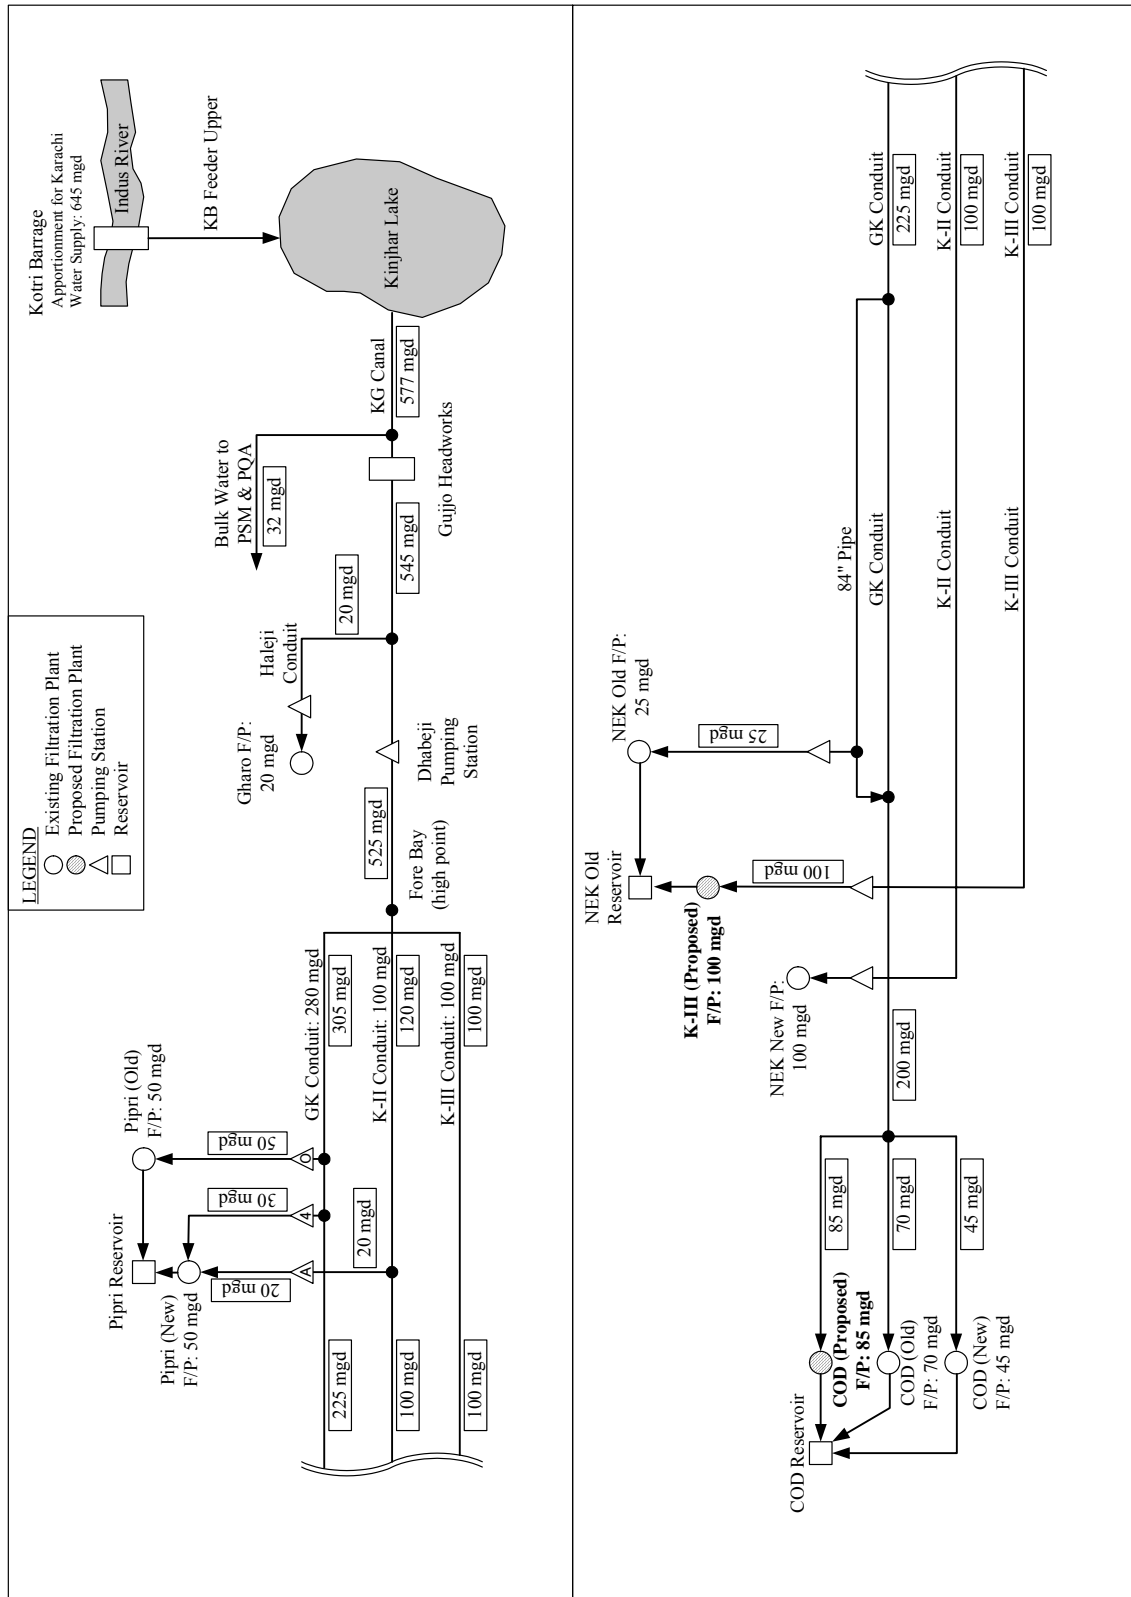 Kotri Barrage
Apportionment for Karachi
Water Supply: 645 mgd
Indus River
KB Feeder Upper
Kinjhar Lake
KG Canal
577 mgd
Bulk Water to
PSM & PQA
32 mgd
Gujjo Headworks
545 mgd
20 mgd
Haleji
Conduit
Gharo F/P:
20 mgd
Dhabeji
Pumping
Station
525 mgd
Fore Bay
(high point)
LEGEND
Existing Filtration Plant
Proposed Filtration Plant
Pumping Station
Reservoir
GK Conduit: 280 mgd
305 mgd
K-II Conduit: 100 mgd
120 mgd
K-III Conduit: 100 mgd
100 mgd
Pipri (Old)
F/P: 50 mgd
50 mgd
O
30 mgd
4
20 mgd
20 mgd
A
Pipri Reservoir
Pipri (New)
F/P: 50 mgd
225 mgd
100 mgd
100 mgd
GK Conduit
225 mgd
K-II Conduit
100 mgd
K-III Conduit
100 mgd
84" Pipe
GK Conduit
K-II Conduit
K-III Conduit
NEK Old F/P:
25 mgd
25 mgd
NEK Old
Reservoir
100 mgd
K-III (Proposed)
F/P: 100 mgd
NEK New F/P:
100 mgd
200 mgd
85 mgd
70 mgd
45 mgd
COD (Proposed)
F/P: 85 mgd
COD (Old)
F/P: 70 mgd
COD (New)
F/P: 45 mgd
COD Reservoir